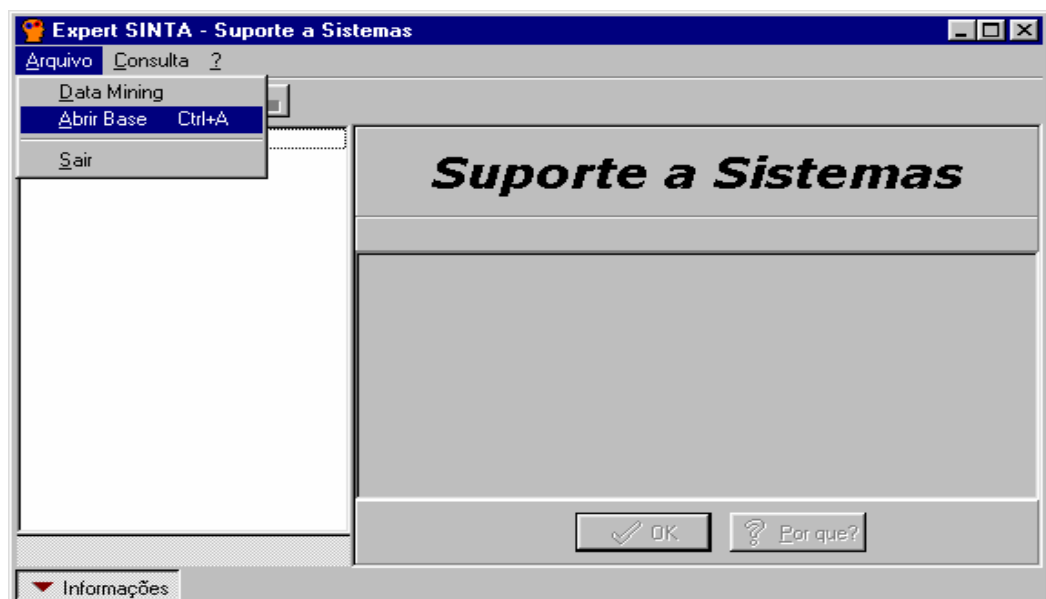 Expert SINTA - Suporte a Sistemas
Arquivo Consulta ?
Data Mining
Abrir Base Ctrl+A
Sair
Suporte a Sistemas
OK Por que?
Informações